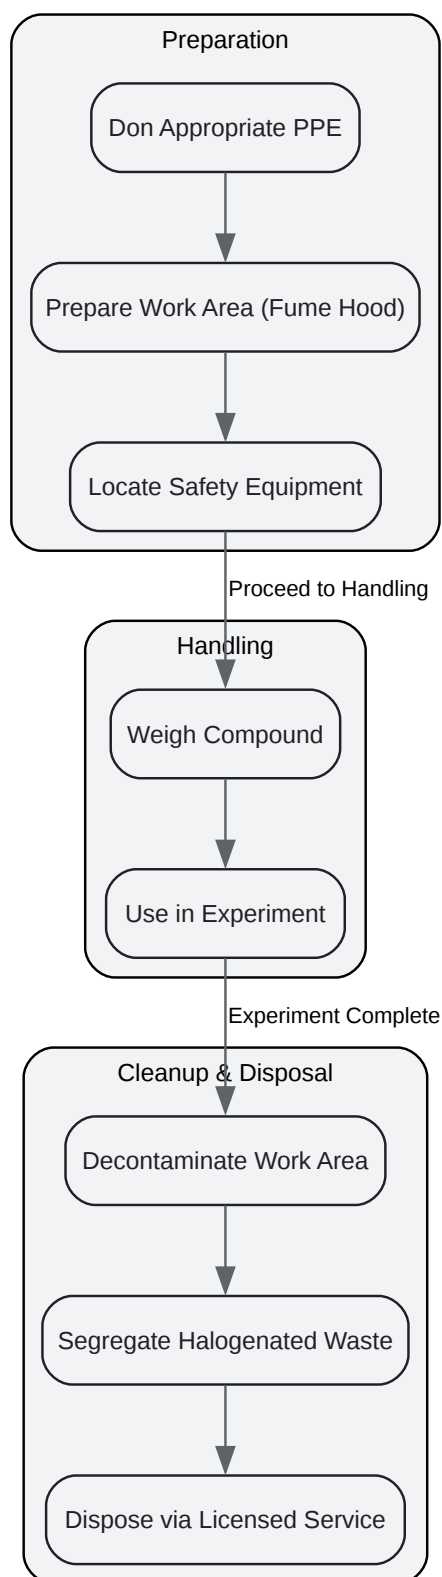 Preparation
Don Appropriate PPE
Prepare Work Area (Fume Hood)
Locate Safety Equipment
Proceed to Handling
Handling
Weigh Compound
Use in Experiment
Experiment Complete
Cleanup & Disposal
Decontaminate Work Area
Segregate Halogenated Waste
Dispose via Licensed Service